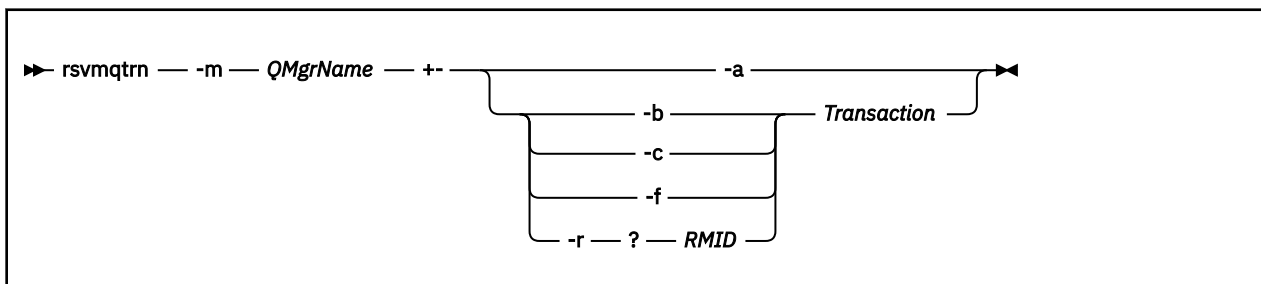 rsvmqtrn -m QMgrName +- -a
-b Transaction
-c
-f
-r ? RMID